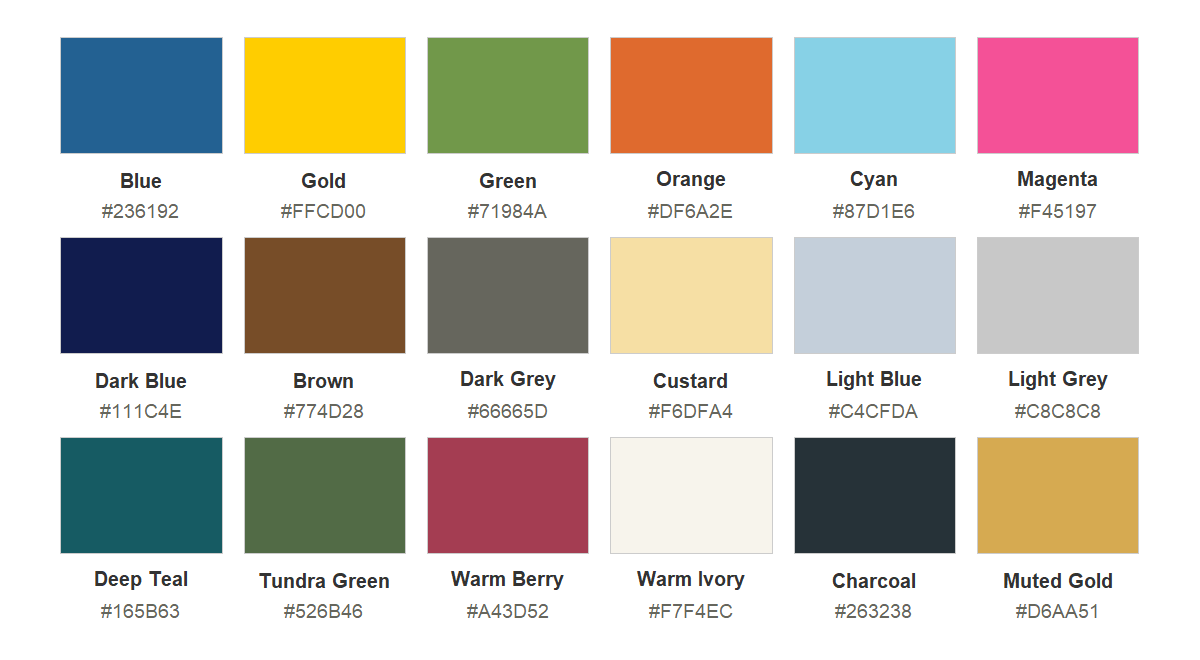 Blue Gold Green Orange Cyan Magenta
#236192 #FFCD00 #71984A #DF6A2E #87D1E6 #F45197
Dark Blue Brown Dark Grey Custard Light Blue Light Grey
#111C4E #774D28 #66665D #F6DFA4 #C4CFDA #C8C8C8
Deep Teal Tundra Green Warm Berry Warm Ivory Charcoal Muted Gold
#165B63 #526B46 #A43D52 #F7F4EC #263238 #D6AA51